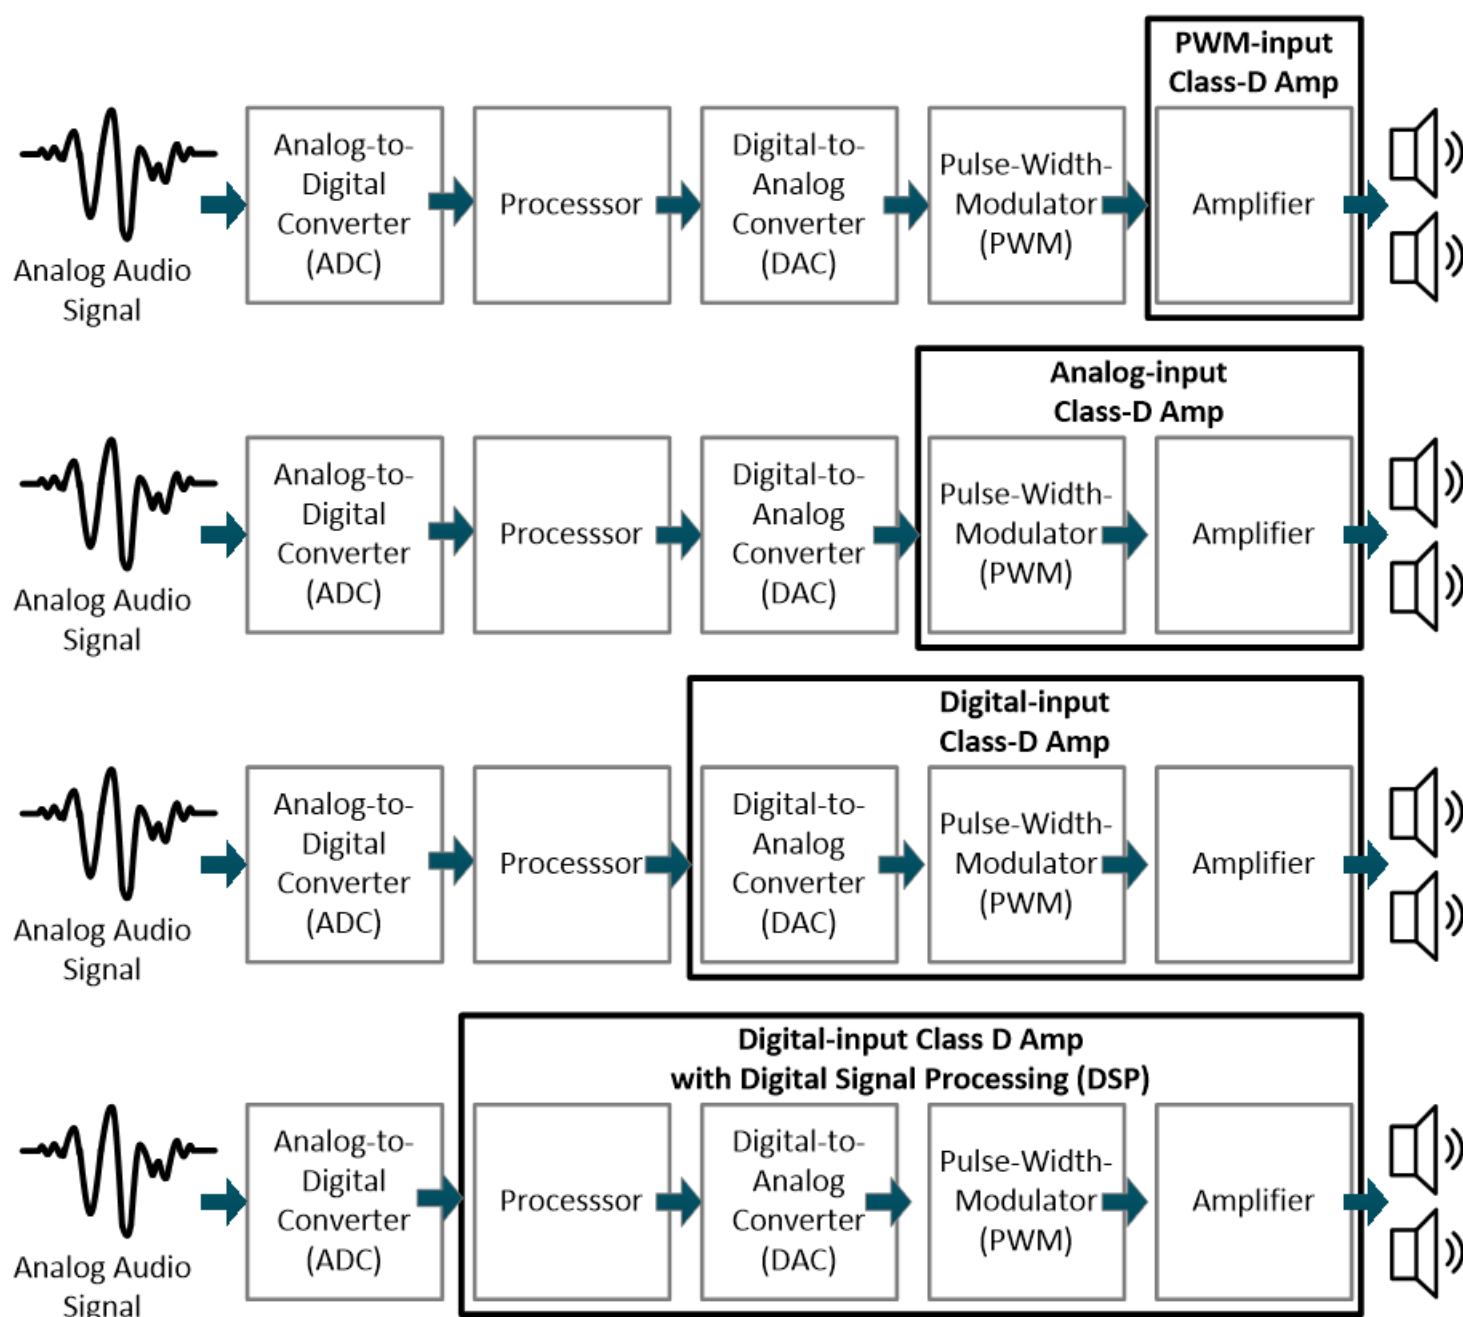 PWM-input
Class-D Amp
Analog Audio
Signal
Analog-to-
Digital
Converter
(ADC)
Processsor
Digital-to-
Analog
Converter
(DAC)
Pulse-Width-
Modulator
(PWM)
Amplifier
Analog-input
Class-D Amp
Analog Audio
Signal
Analog-to-
Digital
Converter
(ADC)
Processsor
Digital-to-
Analog
Converter
(DAC)
Pulse-Width-
Modulator
(PWM)
Amplifier
Digital-input
Class-D Amp
Analog Audio
Signal
Analog-to-
Digital
Converter
(ADC)
Processsor
Digital-to-
Analog
Converter
(DAC)
Pulse-Width-
Modulator
(PWM)
Amplifier
Digital-input Class D Amp
with Digital Signal Processing (DSP)
Analog Audio
Signal
Analog-to-
Digital
Converter
(ADC)
Processsor
Digital-to-
Analog
Converter
(DAC)
Pulse-Width-
Modulator
(PWM)
Amplifier